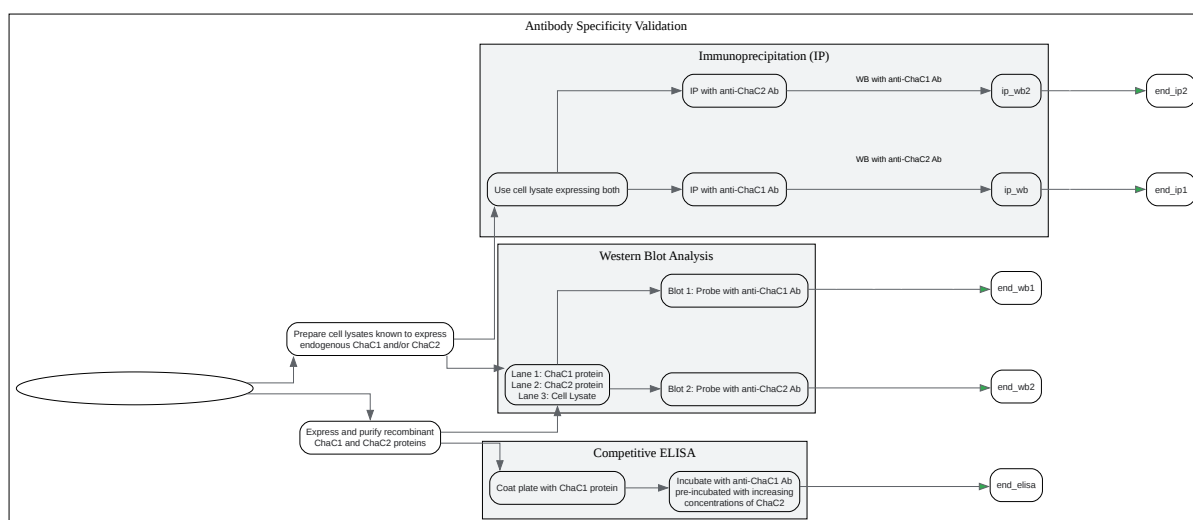 Antibody Specificity Validation
Immunoprecipitation (IP)
WB with anti-ChaC1 Ab
IP with anti-ChaC2 Ab
ip_wb2
end_ip2
WB with anti-ChaC2 Ab
Use cell lysate expressing both
IP with anti-ChaC1 Ab
ip_wb
end_ip1
Western Blot Analysis
Blot 1: Probe with anti-ChaC1 Ab
end_wb1
Prepare cell lysates known to express
endogenous ChaC1 and/or ChaC2
Lane 1: ChaC1 protein
Lane 2: ChaC2 protein
Lane 3: Cell Lysate
Blot 2: Probe with anti-ChaC2 Ab
end_wb2
Express and purify recombinant
ChaC1 and ChaC2 proteins
Competitive ELISA
Coat plate with ChaC1 protein
Incubate with anti-ChaC1 Ab
pre-incubated with increasing
concentrations of ChaC2
end_elisa